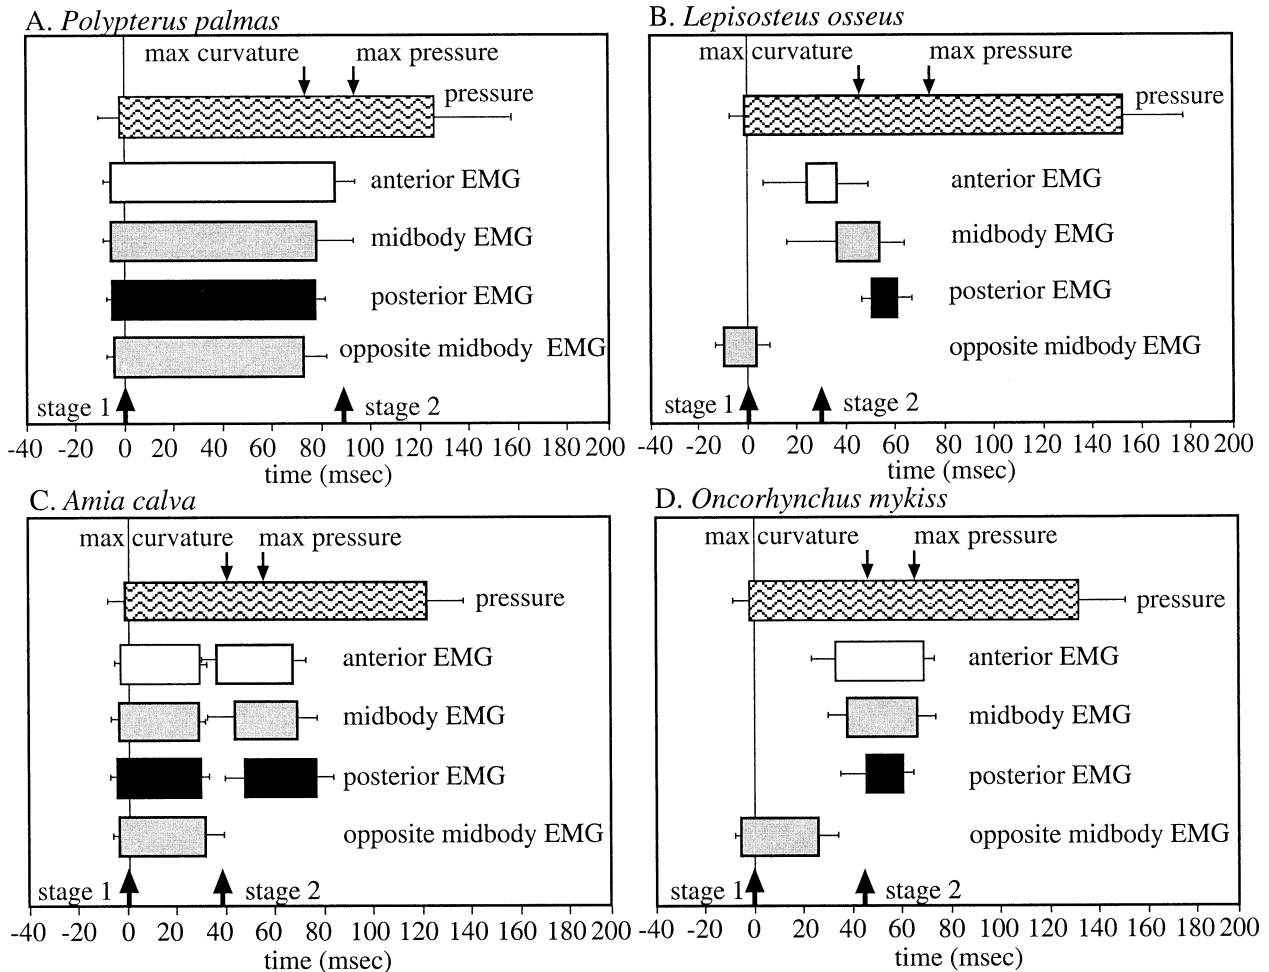 A. Polypterus palmas
max curvature max pressure
pressure
anterior EMG
midbody EMG
posterior EMG
opposite midbody EMG
stage 1 stage 2
-40 -20 0 20 40 60 80 100 120 140 160 180 200
time (msec)
B. Lepisosteus osseus
max curvature max pressure
pressure
anterior EMG
midbody EMG
posterior EMG
opposite midbody EMG
stage 1 stage 2
-40 -20 0 20 40 60 80 100 120 140 160 180 200
time (msec)
C. Amia calva
max curvature max pressure
pressure
anterior EMG
midbody EMG
posterior EMG
opposite midbody EMG
stage 1 stage 2
-40 -20 0 20 40 60 80 100 120 140 160 180 200
time (msec)
D. Oncorhynchus mykiss
max curvature max pressure
pressure
anterior EMG
midbody EMG
posterior EMG
opposite midbody EMG
stage 1 stage 2
-40 -20 0 20 40 60 80 100 120 140 160 180 200
time (msec)